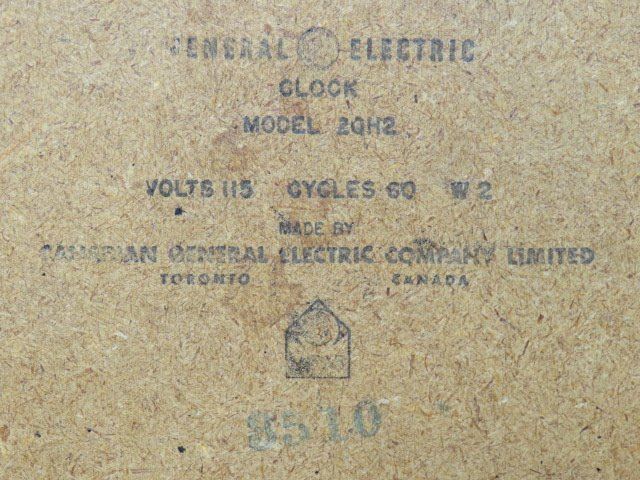 GENERAL ELECTRIC
CLOCK
MODEL 2QH2
VOLTS 115 CYCLES 60 W 2
MADE BY
CANADIAN GENERAL ELECTRIC COMPANY LIMITED
TORONTO CANADA
8510